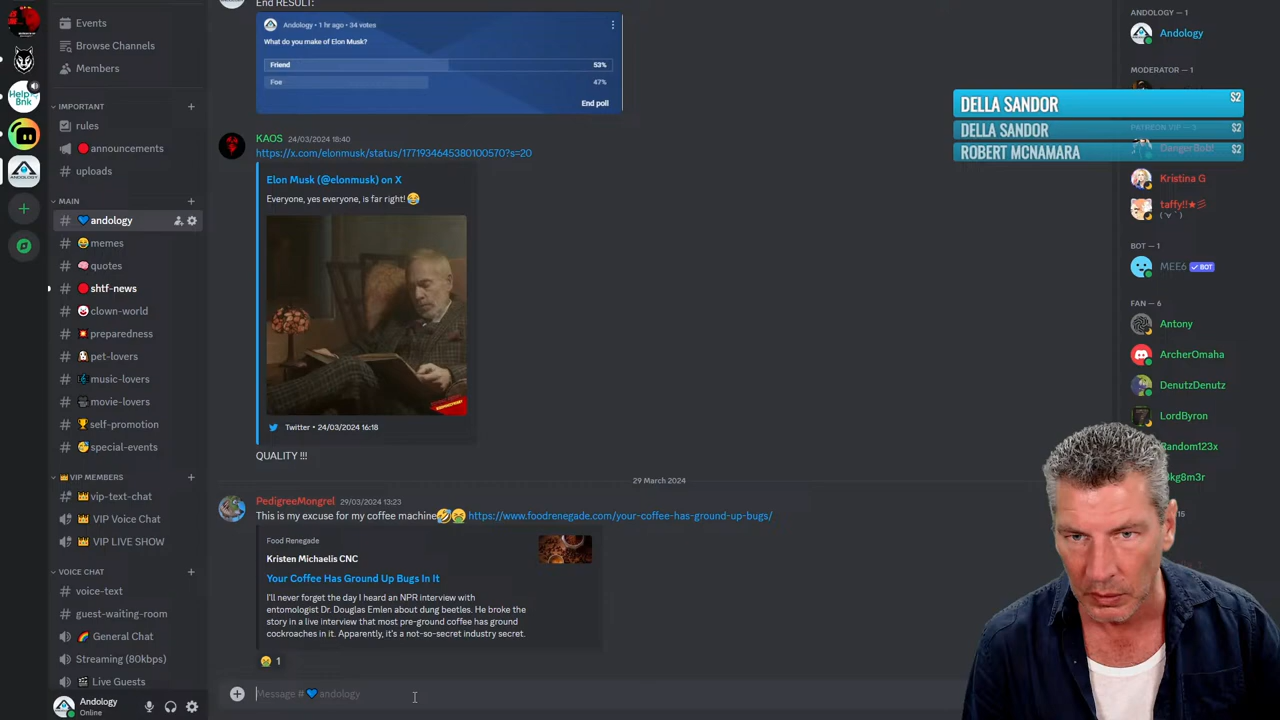 Events
Browse Channels
Members
IMPORTANT
rules
announcements
uploads
MAIN
andology
memes
quotes
shtf-news
clown-world
preparedness
pet-lovers
music-lovers
movie-lovers
self-promotion
special-events
VIP MEMBERS
vip-text-chat
VIP Voice Chat
VIP LIVE SHOW
VOICE CHAT
voice-text
guest-waiting-room
General Chat
Streaming (80kbps)
Live Guests
Andology
Online
Help
Bnk
ANDOLOGY
End RESULT:
Andology • 1 hr ago • 34 votes
What do you make of Elon Musk?
Friend 53%
Foe 47%
End poll
KAOS 24/03/2024 18:40
https://x.com/elonmusk/status/1771934645380100570?s=20
Elon Musk (@elonmusk) on X
Everyone, yes everyone, is far right! 😂
Twitter • 24/03/2024 16:18
QUALITY !!!
29 March 2024
PedigreeMongrel 29/03/2024 13:23
This is my excuse for my coffee machine🤣🤮 https://www.foodrenegade.com/your-coffee-has-ground-up-bugs/
Food Renegade
Kristen Michaelis CNC
Your Coffee Has Ground Up Bugs In It
I'll never forget the day I heard an NPR interview with
entomologist Dr. Douglas Emlen about dung beetles. He broke the
story in a live interview that most pre-ground coffee has ground
cockroaches in it. Apparently, it's a not-so-secret industry secret.
1
Message # 💙 andology
ANDOLOGY — 1
Andology
MODERATOR — 1
DELLA SANDOR $2
DELLA SANDOR $2
ROBERT MCNAMARA $2
PATREON VIP — 3
DangerBob!
Kristina G
taffy!!★彡
BOT — 1
MEE6 ✓ BOT
FAN — 6
Antony
ArcherOmaha
DenutzDenutz
LordByron
Random123x
kg8m3r
15